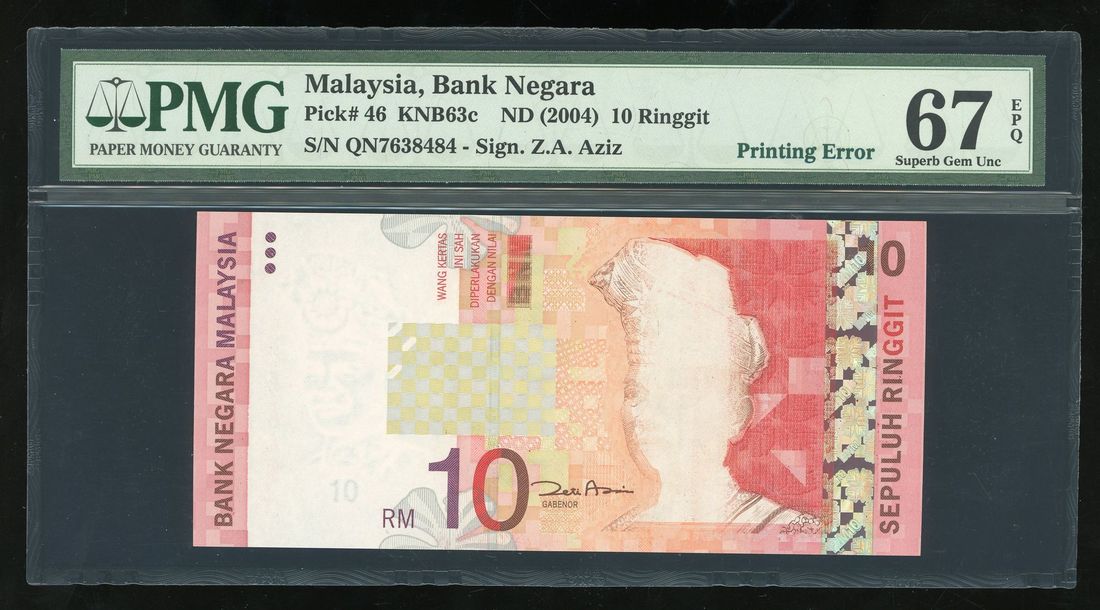 PMG
PAPER MONEY GUARANTY
Malaysia, Bank Negara
Pick# 46 KNB63c ND (2004) 10 Ringgit
S/N QN7638484 - Sign. Z.A. Aziz
Printing Error
67
EPQ
Superb Gem Unc
BANK NEGARA MALAYSIA
WANG KERTAS
INI SAH
DIPERLAKUKAN
DENGAN NILAI
10
SEPULUH RINGGIT
10
RM 10
Zeti Aziz
GABENOR